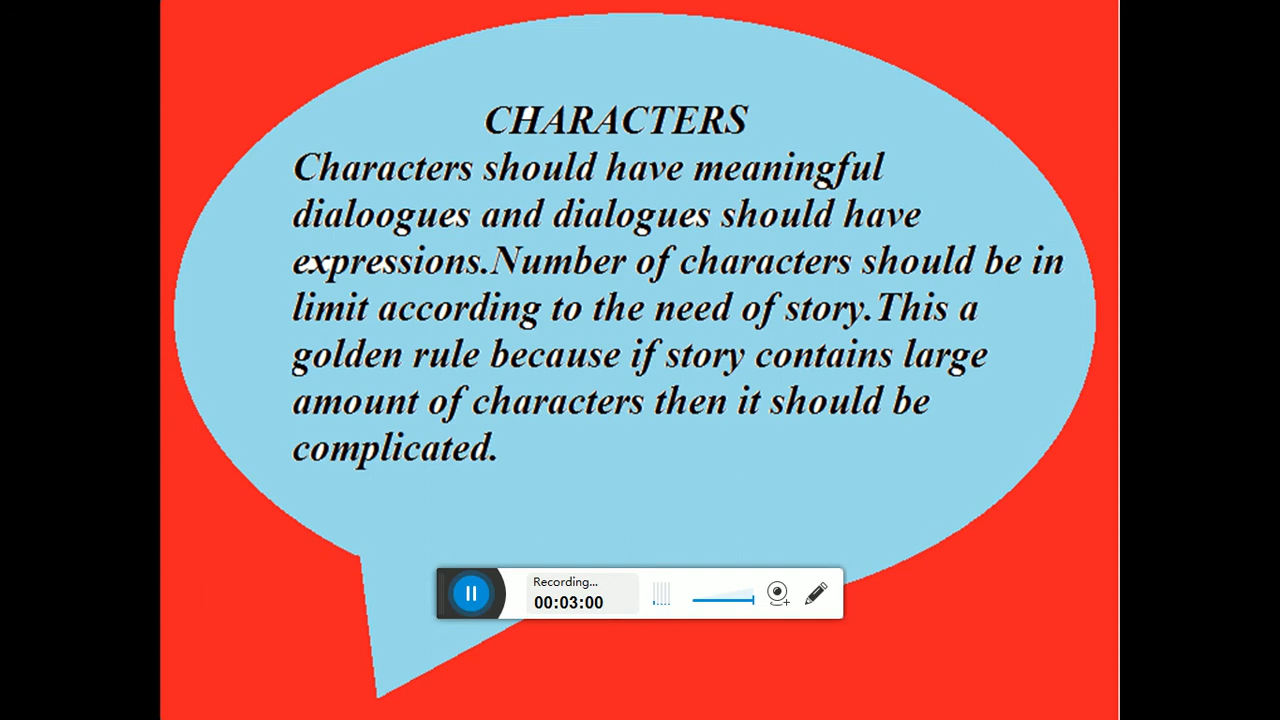 CHARACTERS
Characters should have meaningful
dialoogues and dialogues should have
expressions.Number of characters should be in
limit according to the need of story.This a
golden rule because if story contains large
amount of characters then it should be
complicated.
Recording...
00:03:00